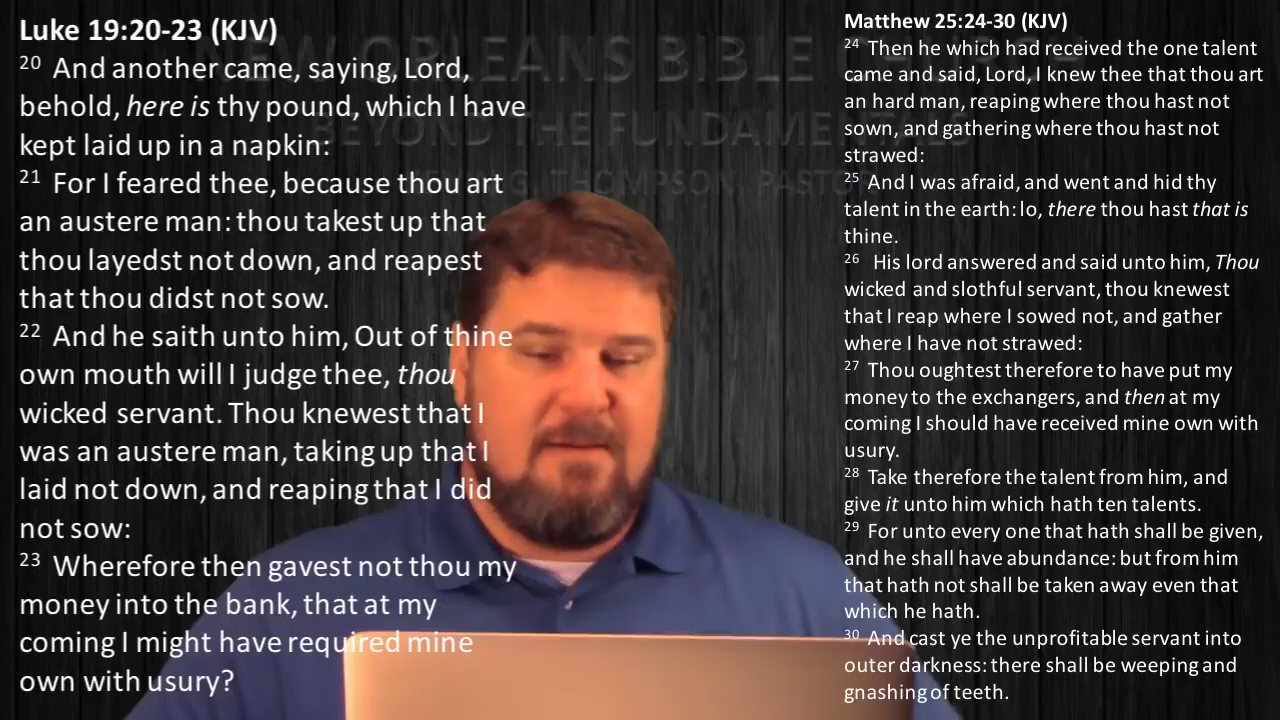 NEW ORLEANS BIBLE
BEYOND THE FUNDAMENTALS
G. THOMPSON, PASTOR
Luke 19:20-23 (KJV)
20 And another came, saying, Lord,
behold, here is thy pound, which I have
kept laid up in a napkin:
21 For I feared thee, because thou art
an austere man: thou takest up that
thou layedst not down, and reapest
that thou didst not sow.
22 And he saith unto him, Out of thine
own mouth will I judge thee, thou
wicked servant. Thou knewest that I
was an austere man, taking up that I
laid not down, and reaping that I did
not sow:
23 Wherefore then gavest not thou my
money into the bank, that at my
coming I might have required mine
own with usury?
Matthew 25:24-30 (KJV)
24 Then he which had received the one talent
came and said, Lord, I knew thee that thou art
an hard man, reaping where thou hast not
sown, and gathering where thou hast not
strawed:
25 And I was afraid, and went and hid thy
talent in the earth: lo, there thou hast that is
thine.
26 His lord answered and said unto him, Thou
wicked and slothful servant, thou knewest
that I reap where I sowed not, and gather
where I have not strawed:
27 Thou oughtest therefore to have put my
money to the exchangers, and then at my
coming I should have received mine own with
usury.
28 Take therefore the talent from him, and
give it unto him which hath ten talents.
29 For unto every one that hath shall be given,
and he shall have abundance: but from him
that hath not shall be taken away even that
which he hath.
30 And cast ye the unprofitable servant into
outer darkness: there shall be weeping and
gnashing of teeth.